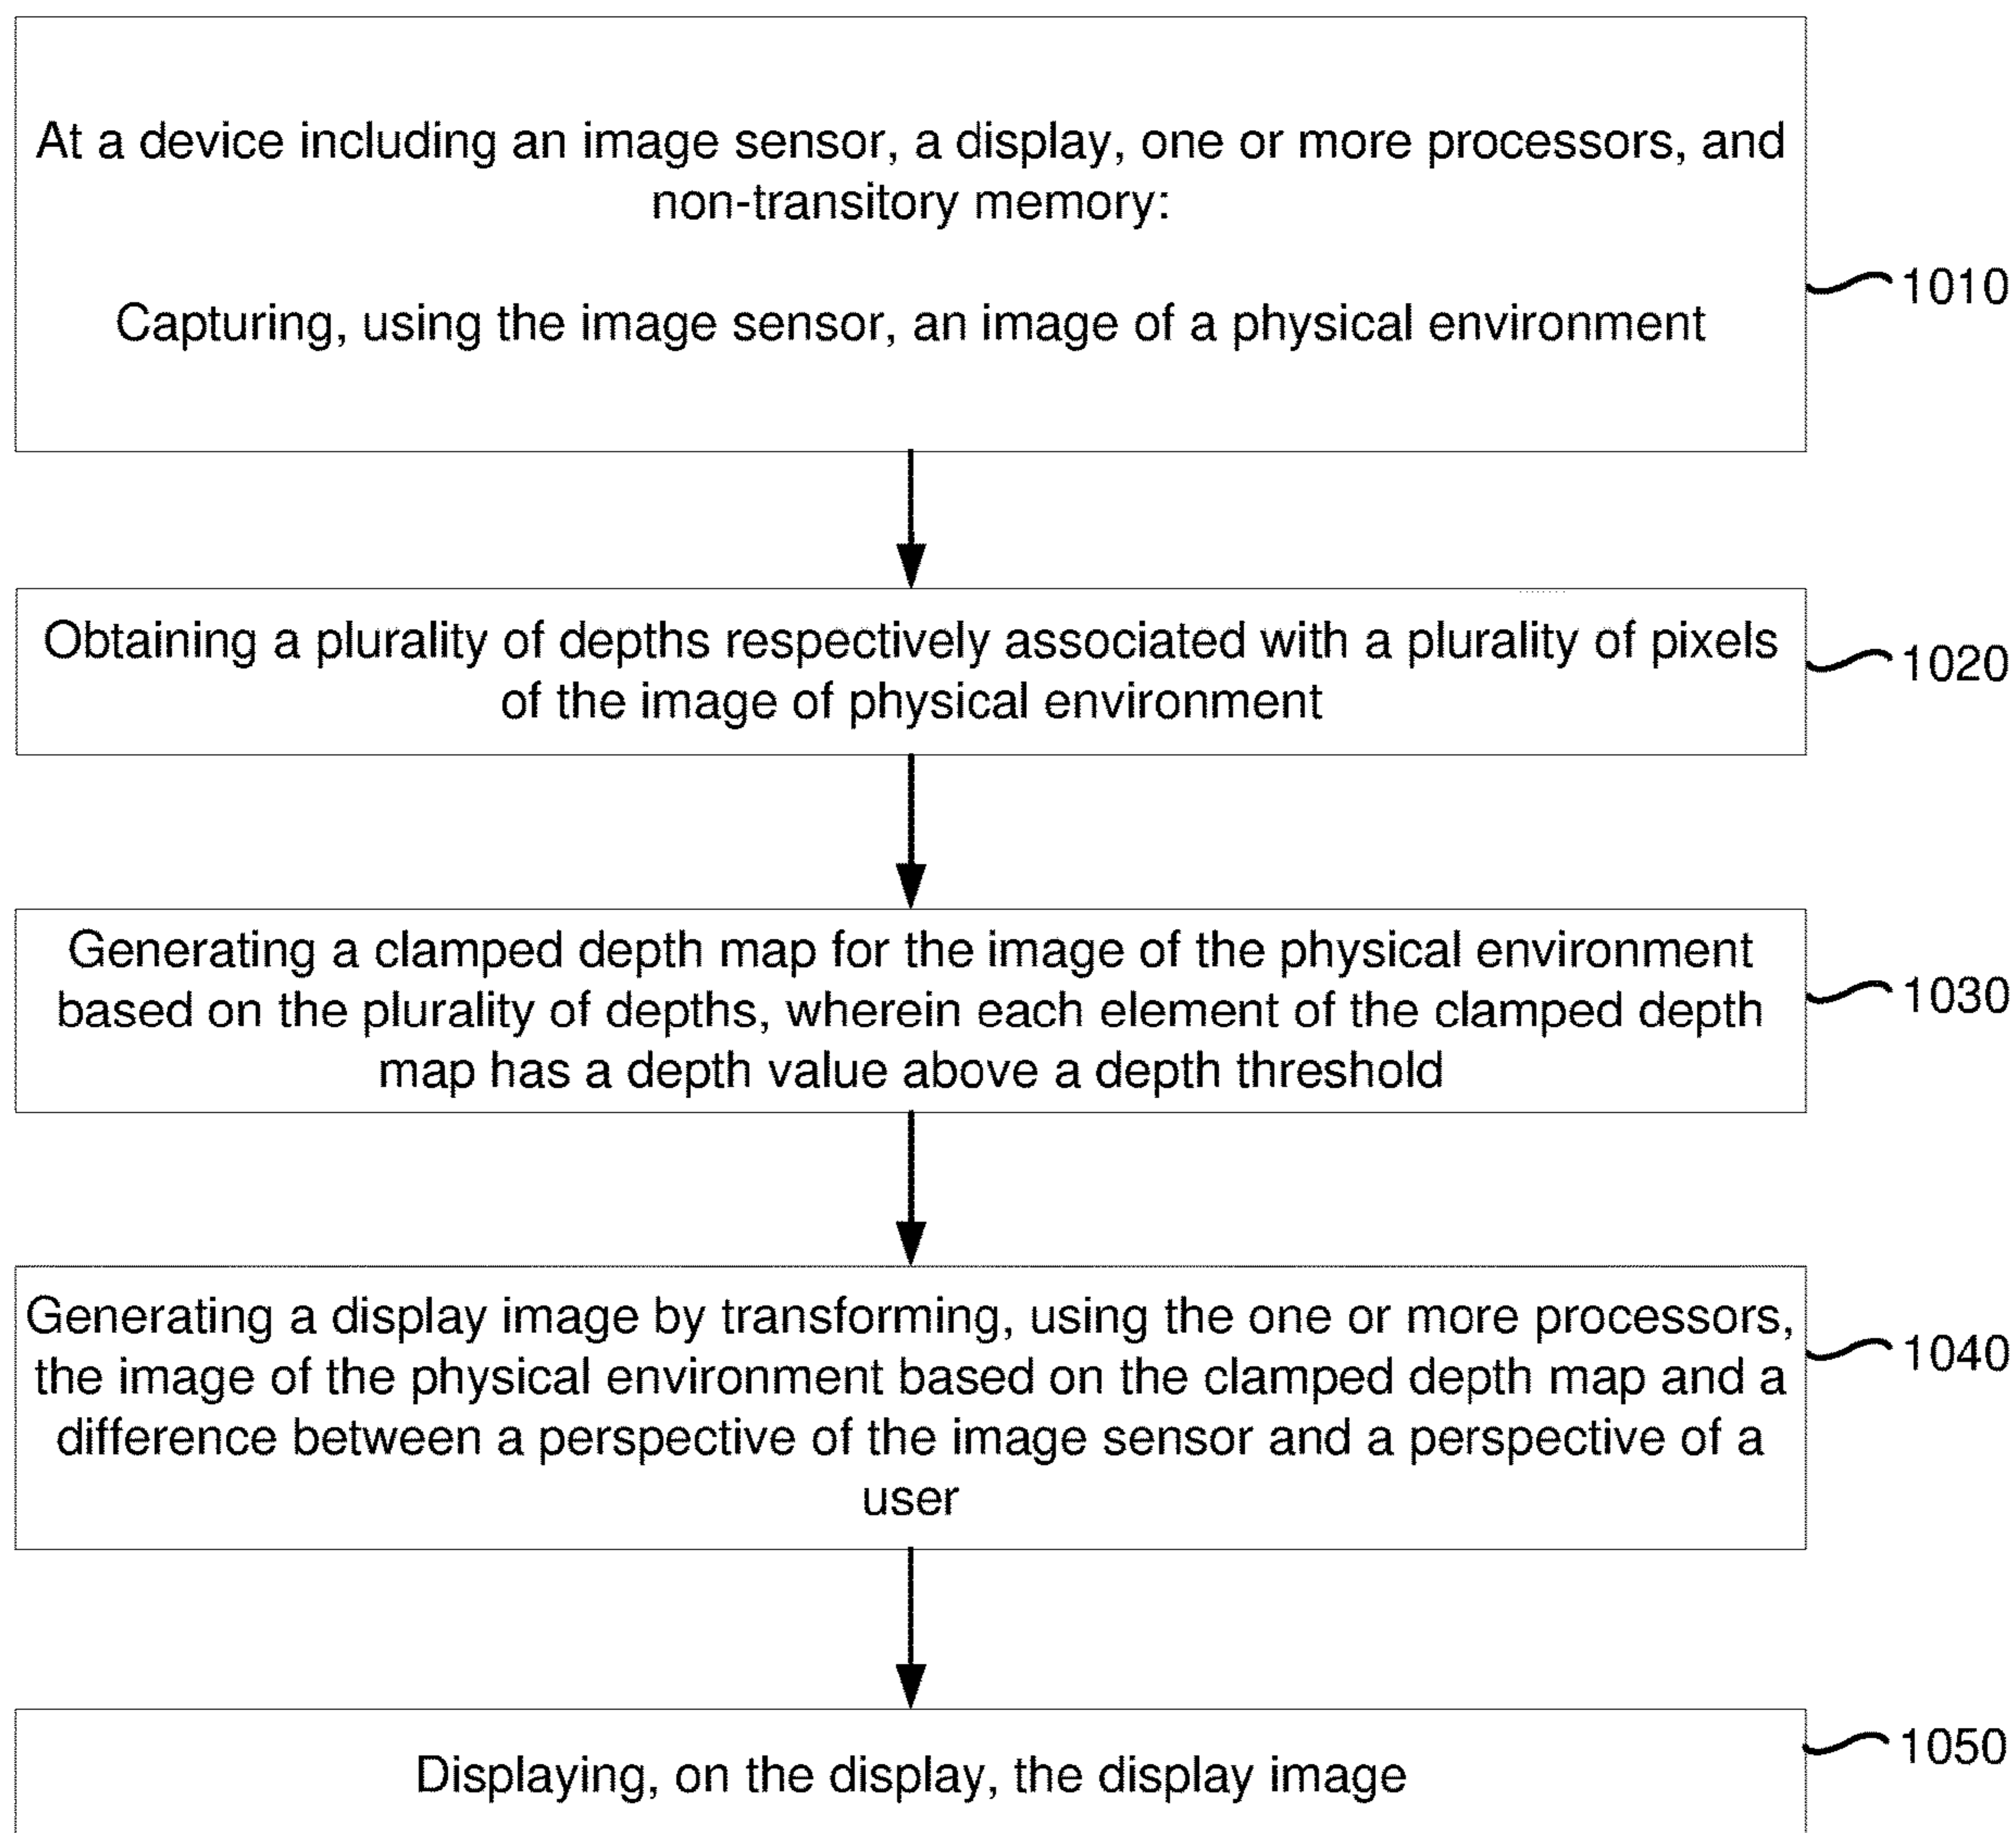 At a device including an image sensor, a display, one or more processors, and
non-transitory memory:
Capturing, using the image sensor, an image of a physical environment
1010
Obtaining a plurality of depths respectively associated with a plurality of pixels
of the image of physical environment
1020
Generating a clamped depth map for the image of the physical environment
based on the plurality of depths, wherein each element of the clamped depth
map has a depth value above a depth threshold
1030
Generating a display image by transforming, using the one or more processors,
the image of the physical environment based on the clamped depth map and a
difference between a perspective of the image sensor and a perspective of a
user
1040
Displaying, on the display, the display image
1050